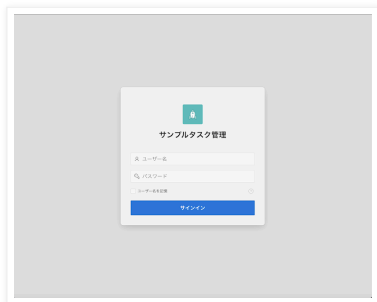 サンプルタスク管理
ユーザー名
パスワード
ユーザー名を記憶
サインイン